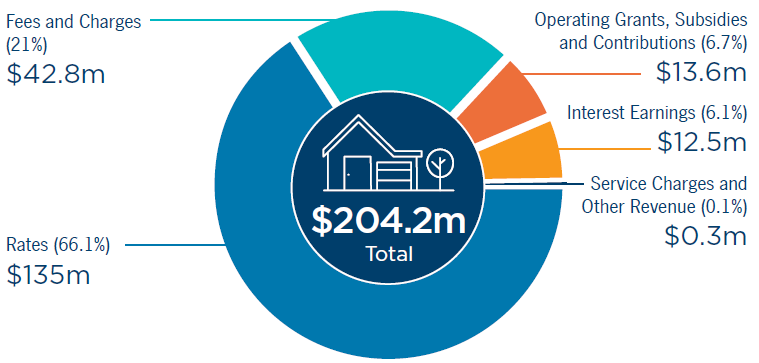 Fees and Charges
(21%)
$42.8m
Operating Grants, Subsidies
and Contributions (6.7%)
$13.6m
Interest Earnings (6.1%)
$12.5m
Service Charges and
Other Revenue (0.1%)
$0.3m
$204.2m
Total
Rates (66.1%)
$135m